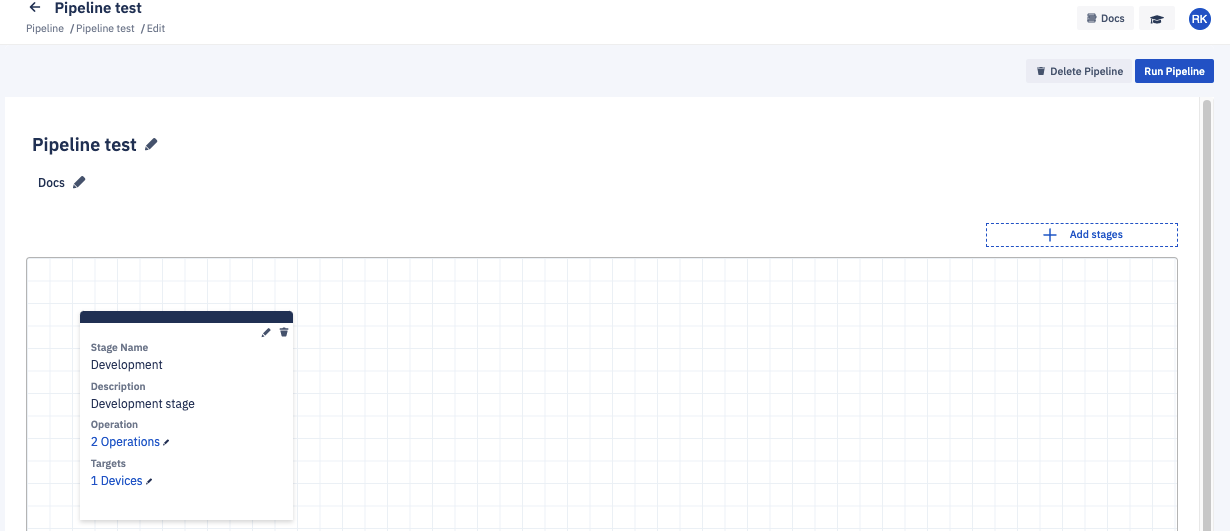 Pipeline test
Pipeline / Pipeline test / Edit
Docs
RK
Delete Pipeline
Run Pipeline
Pipeline test
Docs
Add stages
Stage Name
Development
Description
Development stage
Operation
2 Operations
Targets
1 Devices